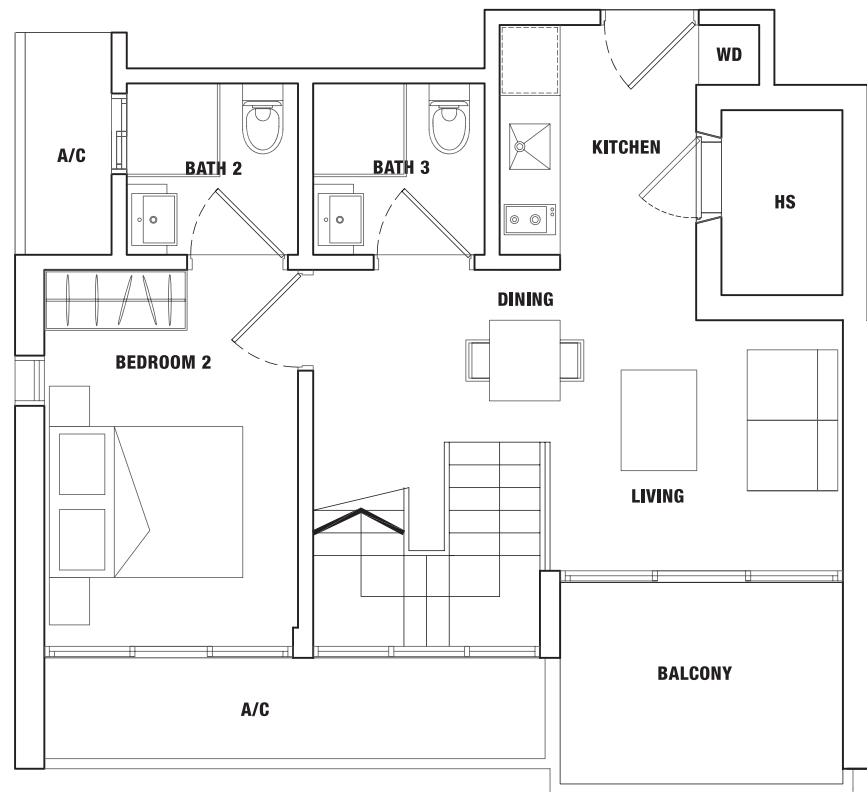 WD
A/C
BATH 2
BATH 3
KITCHEN
HS
DINING
BEDROOM 2
LIVING
BALCONY
A/C